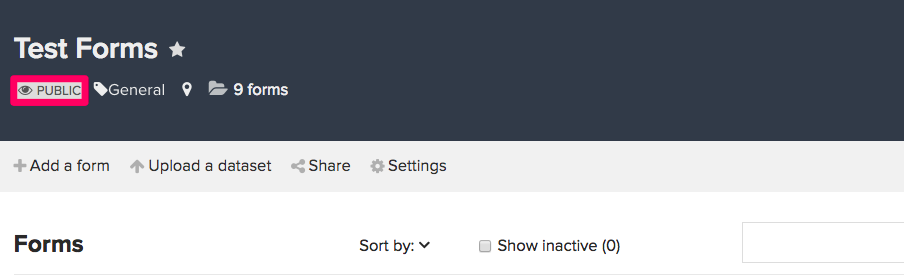 Test Forms
PUBLIC General 9 forms
Add a form Upload a dataset Share Settings
Forms Sort by: Show inactive (0)